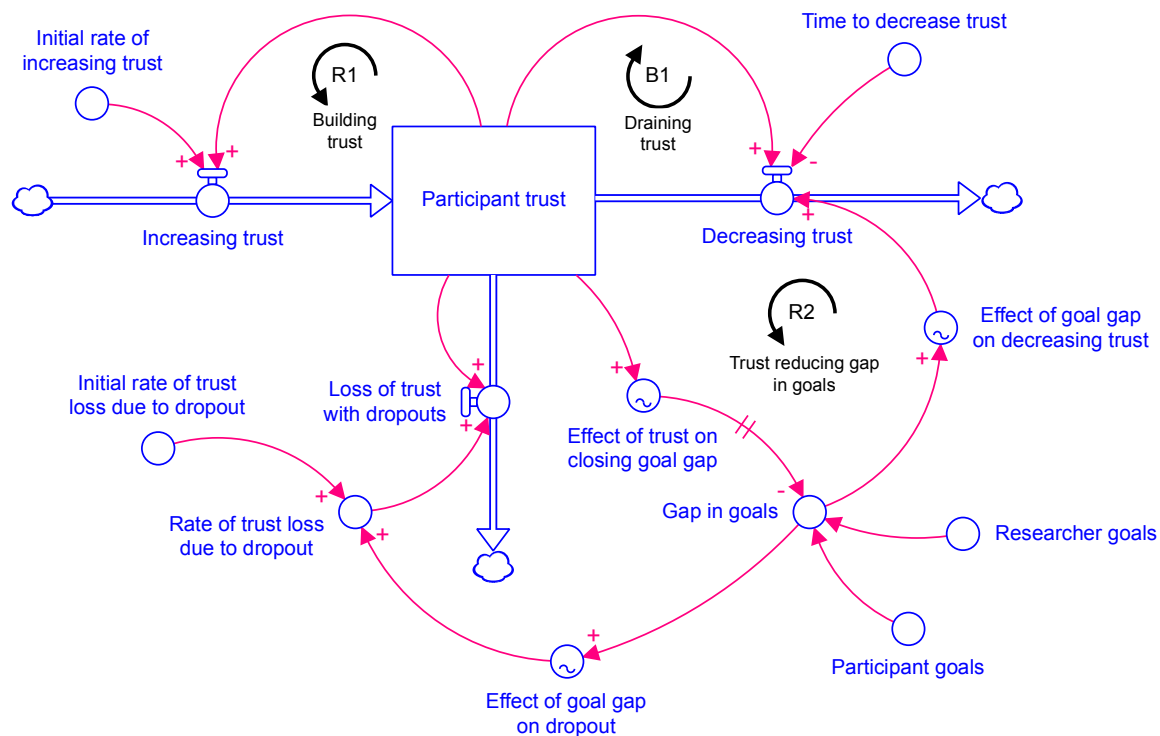 Initial rate of
increasing trust
R1
Building
trust
B1
Draining
trust
Time to decrease trust
+
+
+
-
Participant trust
Increasing trust
Decreasing trust
+
R2
Trust reducing gap
in goals
Effect of goal gap
on decreasing trust
+
+
+
Initial rate of trust
loss due to dropout
Loss of trust
with dropouts
+
Effect of trust on
closing goal gap
-
Gap in goals
+
+
Rate of trust loss
due to dropout
Researcher goals
+
Participant goals
Effect of goal gap
on dropout